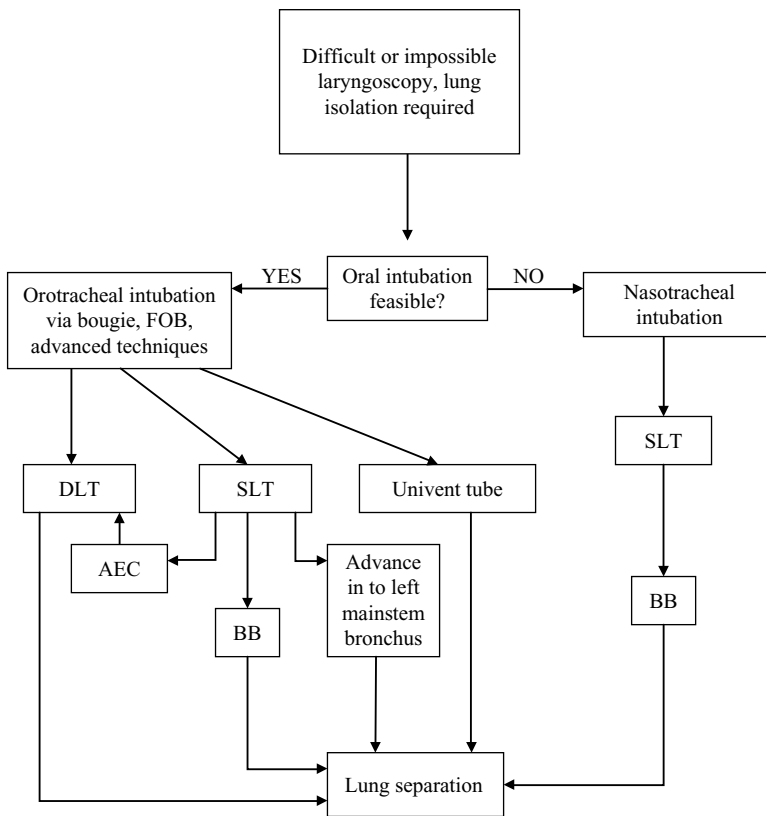 Difficult or impossible
laryngoscopy, lung
isolation required
YES
Oral intubation
feasible?
NO
Orotracheal intubation
via bougie, FOB,
advanced techniques
Nasotracheal
intubation
SLT
DLT
SLT
Univent tube
AEC
Advance
in to left
mainstem
bronchus
BB
BB
Lung separation